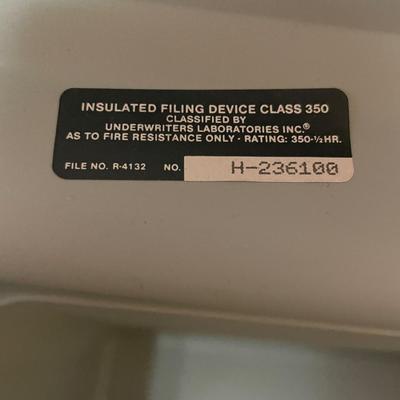 INSULATED FILING DEVICE CLASS 350
CLASSIFIED BY
UNDERWRITERS LABORATORIES INC.®
AS TO FIRE RESISTANCE ONLY - RATING: 350-½HR.
FILE NO. R-4132 NO. H-236100